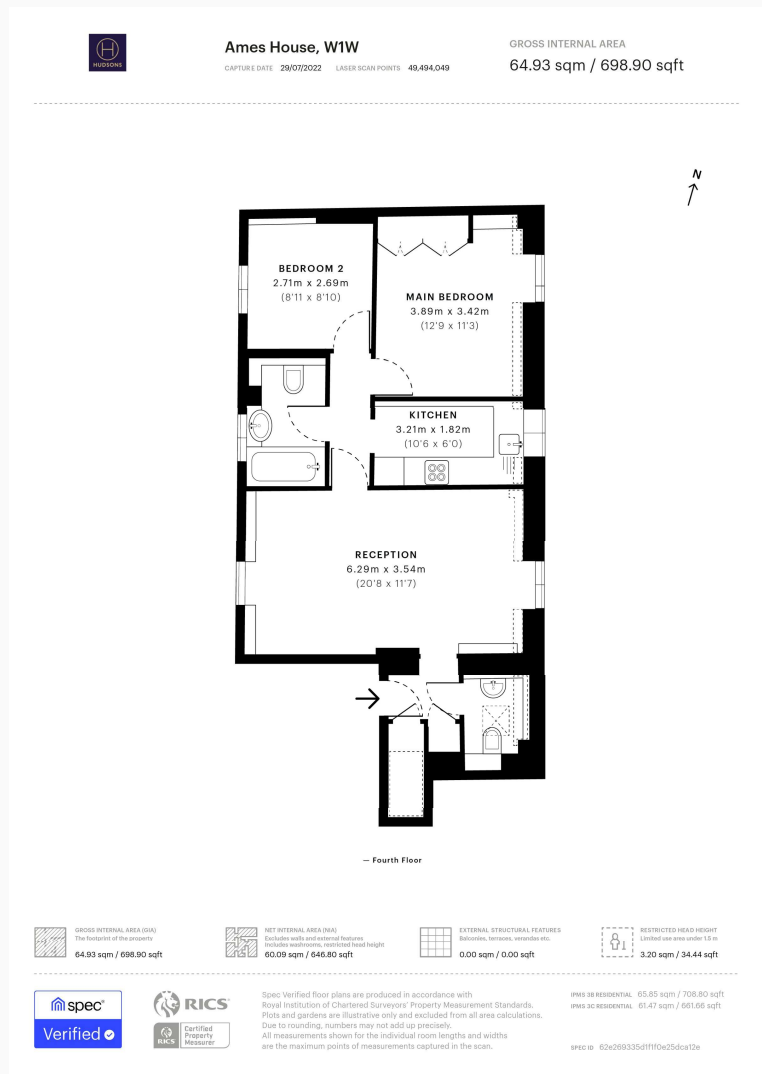 HUDSONS
Ames House, W1W
CAPTURE DATE 29/07/2022 LASER SCAN POINTS 49,494,049
GROSS INTERNAL AREA
64.93 sqm / 698.90 sqft
N
BEDROOM 2
2.71m x 2.69m
(8'11 x 8'10)
MAIN BEDROOM
3.89m x 3.42m
(12'9 x 11'3)
KITCHEN
3.21m x 1.82m
(10'6 x 6'0)
RECEPTION
6.29m x 3.54m
(20'8 x 11'7)
— Fourth Floor
GROSS INTERNAL AREA (GIA)
The footprint of the property
64.93 sqm / 698.90 sqft
NET INTERNAL AREA (NIA)
Excludes walls and external features
Includes washrooms, restricted head height
60.09 sqm / 646.80 sqft
EXTERNAL STRUCTURAL FEATURES
Balconies, terraces, verandas etc.
0.00 sqm / 0.00 sqft
RESTRICTED HEAD HEIGHT
Limited use area under 1.5 m
3.20 sqm / 34.44 sqft
spec
Verified
RICS
RICS
Certified
Property
Measurer
Spec Verified floor plans are produced in accordance with
Royal Institution of Chartered Surveyors' Property Measurement Standards.
Plots and gardens are illustrative only and excluded from all area calculations.
Due to rounding, numbers may not add up precisely.
All measurements shown for the individual room lengths and widths
are the maximum points of measurements captured in the scan.
IPMS 3B RESIDENTIAL 65.85 sqm / 708.80 sqft
IPMS 3C RESIDENTIAL 61.47 sqm / 661.66 sqft
SPEC ID 62e269335d1f1f0e25dca12e